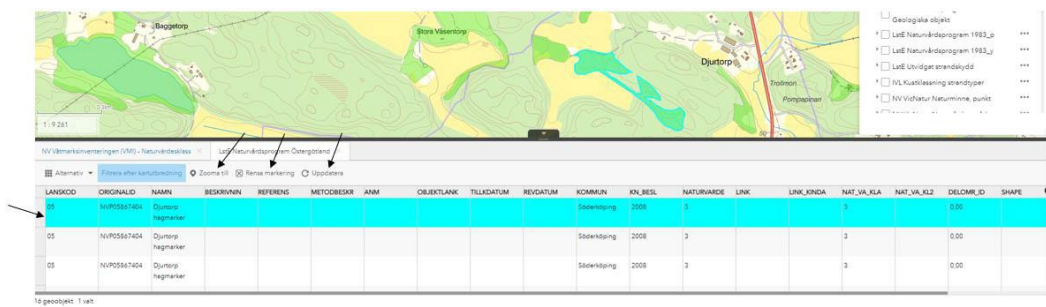 Baggetorp
Stora Väsentorp
Djurtorp
Trollmon
Pompapinan
50
1 : 9 261
Geologiska objekt
LstE Naturvårdsprogram 1983_p
LstE Naturvårdsprogram 1983_y
LstE Utvidgat strandskydd
IVL Kustklassning strandtyper
NV VicNatur Naturminne, punkt
NV Våtmarksinventeringen (VMI) - Naturvärdesklass × LstE Naturvårdsprogram Östergötland
Alternativ Filtrera efter kartutbredning Zooma till Rensa markering Uppdatera
LANSKOD ORIGINALID NAMN BESKRIVNIN REFERENS METODBESKR ANM OBJEKTLANK TILLKDATUM REVDATUM KOMMUN KN_BESL NATURVARDE LINK LINK_KINDA NAT_VA_KLA NAT_VA_KL2 DELOMR_ID SHAPE
05 NVP05867404 Djurtorp hagmarker Söderköping 2008 3 3 0,00
05 NVP05867404 Djurtorp hagmarker Söderköping 2008 3 3 0,00
05 NVP05867404 Djurtorp hagmarker Söderköping 2008 3 3 0,00
16 geoobjekt 1 valt